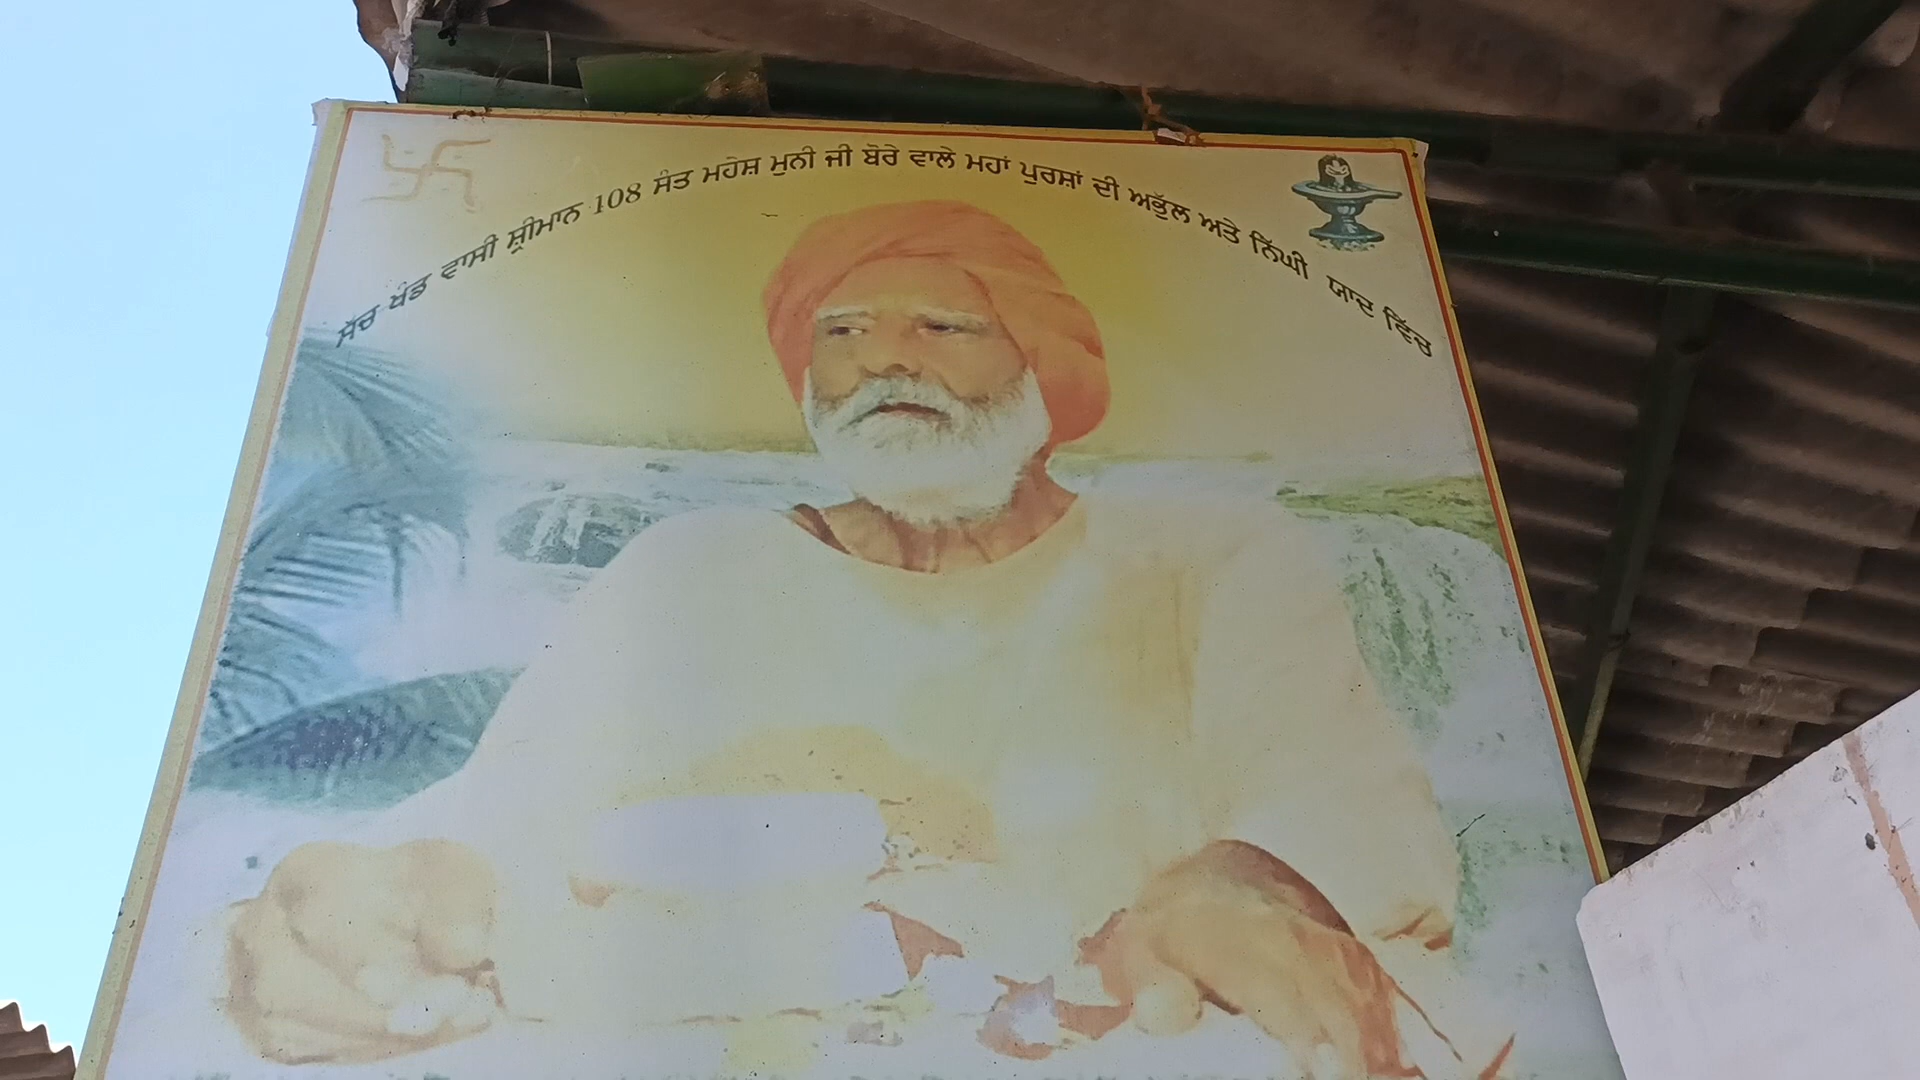 ਸੱਚ ਖੰਡ ਵਾਸੀ ਸ਼੍ਰੀਮਾਨ 108 ਸੰਤ ਮਹੇਸ਼ ਮੁਨੀ ਜੀ ਬੋਰੇ ਵਾਲੇ ਮਹਾਂ ਪੁਰਸ਼ਾਂ ਦੀ ਅਭੁੱਲ ਅਤੇ ਨਿੱਘੀ ਯਾਦ ਵਿੱਚ